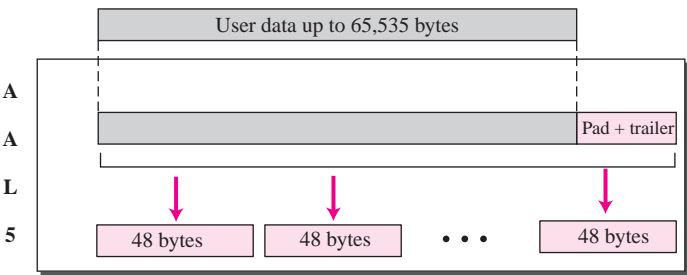 User data up to 65,535 bytes
A
A
L
5
Pad + trailer
48 bytes
48 bytes
• • •
48 bytes